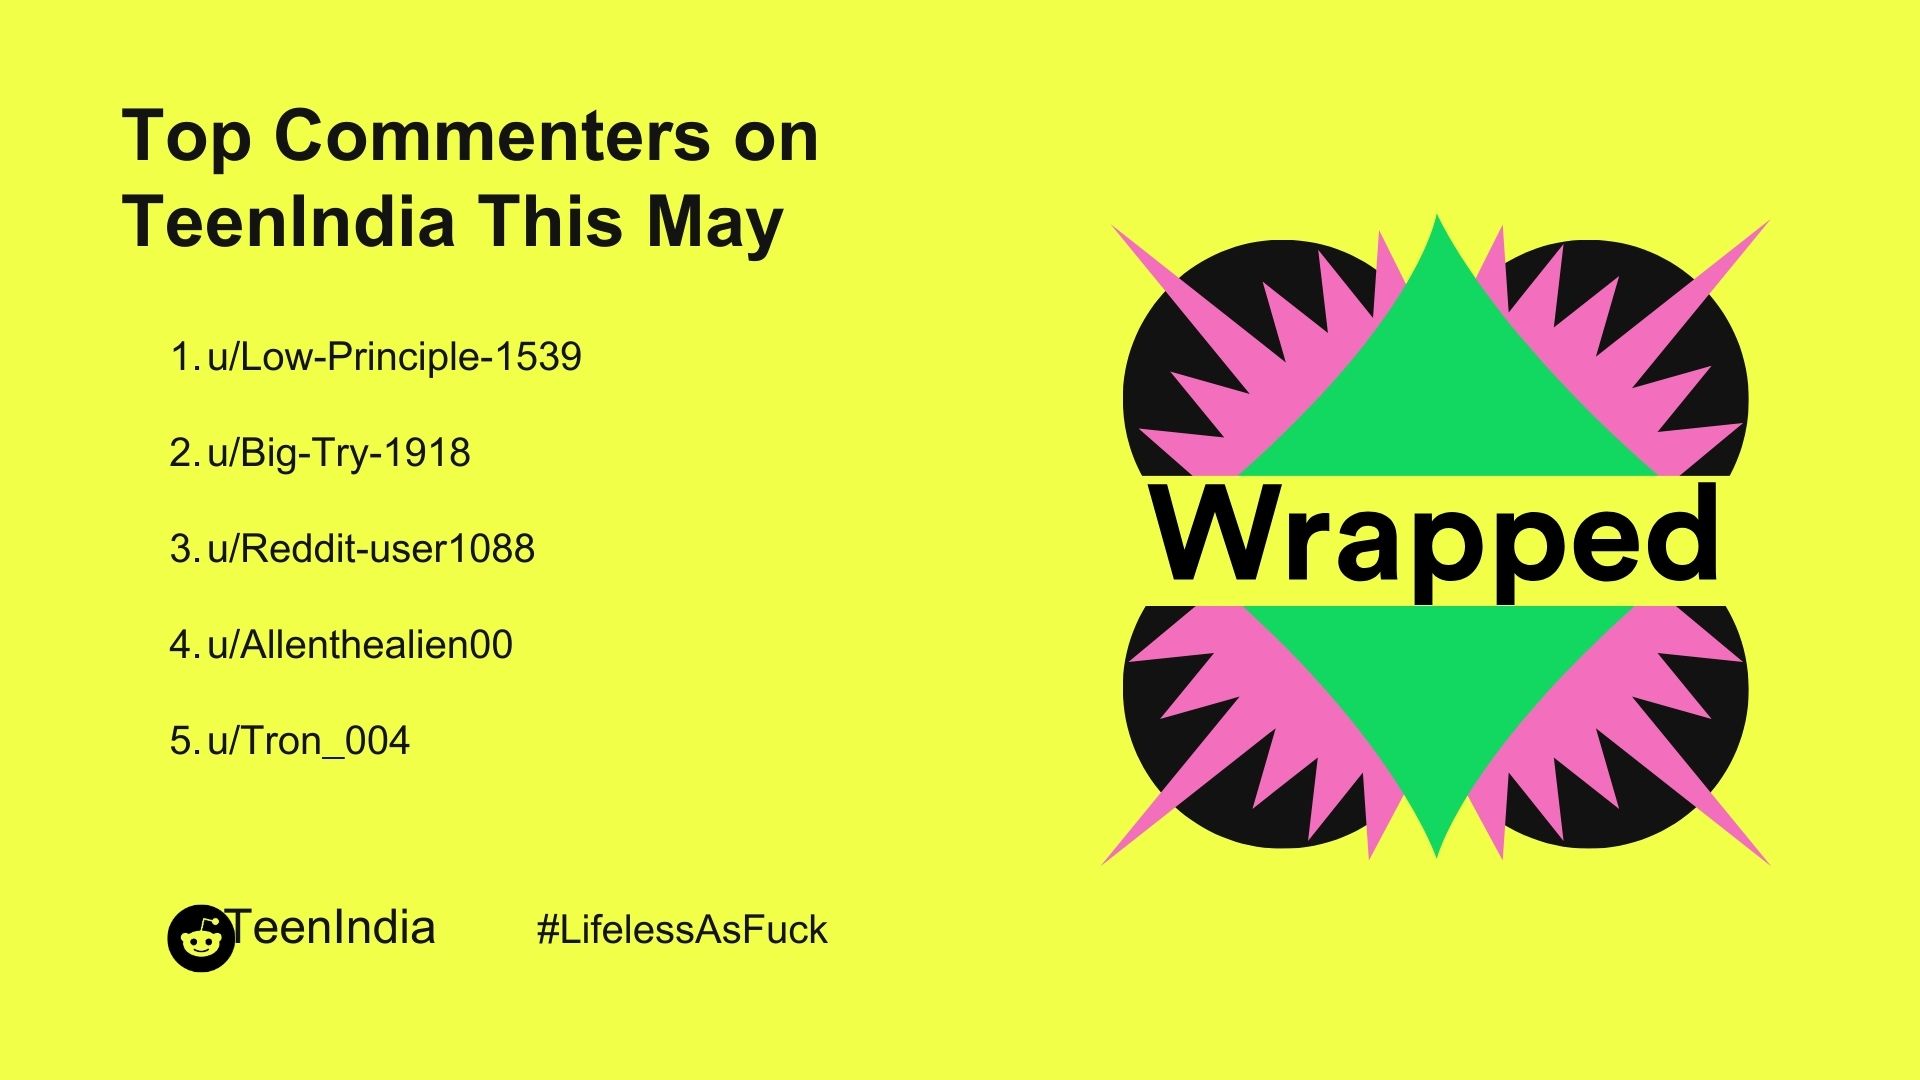 Top Commenters on
TeenIndia This May
1. u/Low-Principle-1539
2. u/Big-Try-1918
3. u/Reddit-user1088
4. u/Allenthealien00
5. u/Tron_004
Wrapped
TeenIndia #LifelessAsFuck